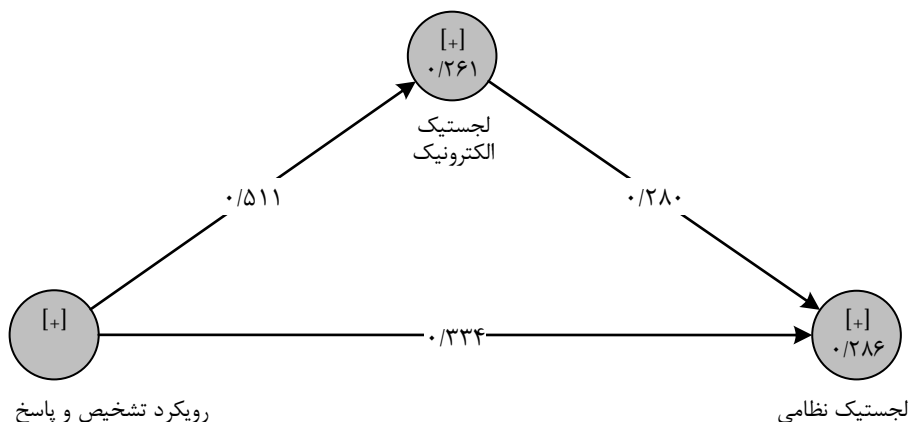 [+]
۰/۲۶۱
لجستیک
الکترونیک
۰/۵۱۱
۰/۲۸۰
[+]
۰/۳۳۴
[+]
۰/۲۸۶
رویکرد تشخیص و پاسخ
لجستیک نظامی